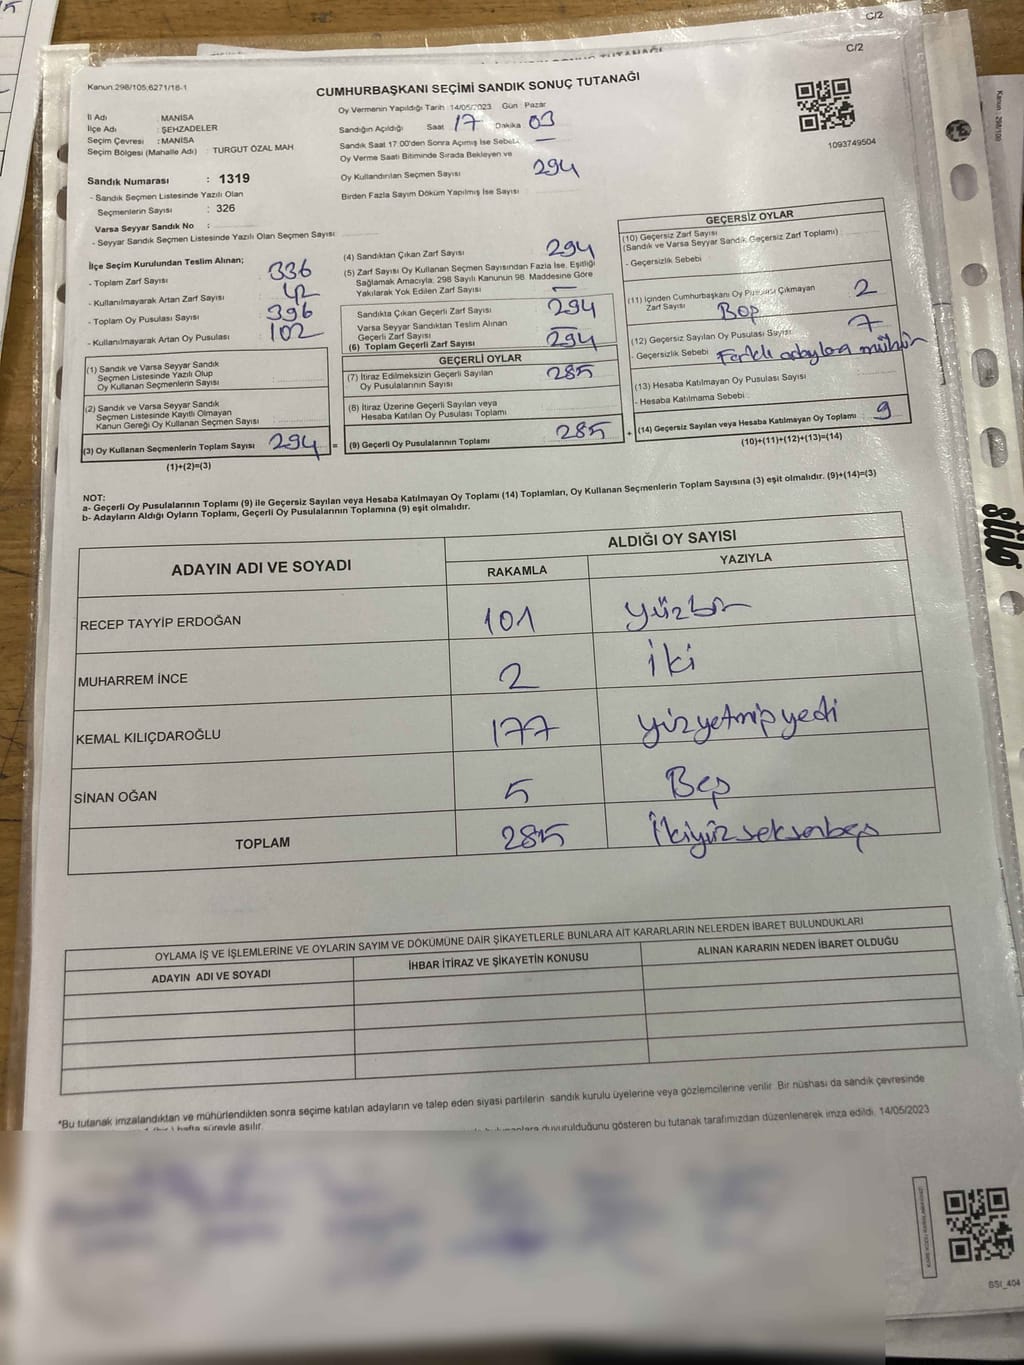 C/2
C/2
Kanun:298/105;6271/16-1
CUMHURBAŞKANI SEÇİMİ SANDIK SONUÇ TUTANAĞI
İl Adı : MANİSA
İlçe Adı : ŞEHZADELER
Seçim Çevresi : MANİSA
Seçim Bölgesi (Mahalle Adı) : TURGUT ÖZAL MAH.
Oy Vermenin Yapıldığı Tarih : 14/05/2023 Gün : Pazar
Sandığın Açıldığı Saat 17 Dakika 03
Sandık Saat 17.00'den Sonra Açımış İse Sebebi
Oy Verme Saati Bitiminde Sırada Bekleyen ve
Oy Kullandırılan Seçmen Sayısı 294
Birden Fazla Sayım Döküm Yapılmış İse Sayısı :
1093749504
Sandık Numarası : 1319
- Sandık Seçmen Listesinde Yazılı Olan
Seçmenlerin Sayısı : 326
Varsa Seyyar Sandık No :
- Seyyar Sandık Seçmen Listesinde Yazılı Olan Seçmen Sayısı :
İlçe Seçim Kurulundan Teslim Alınan;
- Toplam Zarf Sayısı : 336
- Kullanılmayarak Artan Zarf Sayısı : 42
- Toplam Oy Pusulası Sayısı : 396
- Kullanılmayarak Artan Oy Pusulası : 102
(1) Sandık ve Varsa Seyyar Sandık
Seçmen Listesinde Yazılı Olup
Oy Kullanan Seçmenlerin Sayısı :
(2) Sandık ve Varsa Seyyar Sandık
Seçmen Listesinde Kayıtlı Olmayan
Kanun Gereği Oy Kullanan Seçmen Sayısı :
(3) Oy Kullanan Seçmenlerin Toplam Sayısı 294 =
(1)+(2)=(3)
(4) Sandıktan Çıkan Zarf Sayısı : 294
(5) Zarf Sayısı Oy Kullanan Seçmen Sayısından Fazla İse, Eşitliği
Sağlamak Amacıyla; 298 Sayılı Kanunun 98. Maddesine Göre
Yakılarak Yok Edilen Zarf Sayısı : —
Sandıkta Çıkan Geçerli Zarf Sayısı : 294
Varsa Seyyar Sandıktan Teslim Alınan
Geçerli Zarf Sayısı : —
(6) Toplam Geçerli Zarf Sayısı : 294
GEÇERLİ OYLAR
(7) İtiraz Edilmeksizin Geçerli Sayılan
Oy Pusulalarının Sayısı : 285
(8) İtiraz Üzerine Geçerli Sayılan veya
Hesaba Katılan Oy Pusulası Toplamı :
(9) Geçerli Oy Pusulalarının Toplamı : 285 +
GEÇERSİZ OYLAR
(10) Geçersiz Zarf Sayısı
(Sandık ve Varsa Seyyar Sandık Geçersiz Zarf Toplamı) :
- Geçersizlik Sebebi :
(11) İçinden Cumhurbaşkanı Oy Pusulası Çıkmayan
Zarf Sayısı : 2
Boş
(12) Geçersiz Sayılan Oy Pusulası Sayısı : 7
- Geçersizlik Sebebi : Farklı adaylara mühür
(13) Hesaba Katılmayan Oy Pusulası Sayısı :
- Hesaba Katılmama Sebebi :
(14) Geçersiz Sayılan veya Hesaba Katılmayan Oy Toplamı : 9
(10)+(11)+(12)+(13)=(14)
NOT:
a- Geçerli Oy Pusulalarının Toplamı (9) ile Geçersiz Sayılan veya Hesaba Katılmayan Oy Toplamı (14) Toplamları, Oy Kullanan Seçmenlerin Toplam Sayısına (3) eşit olmalıdır. (9)+(14)=(3)
b- Adayların Aldığı Oyların Toplamı, Geçerli Oy Pusulalarının Toplamına (9) eşit olmalıdır.
ADAYIN ADI VE SOYADI ALDIĞI OY SAYISI
RAKAMLA YAZIYLA
RECEP TAYYİP ERDOĞAN 101 yüzbir
MUHARREM İNCE 2 iki
KEMAL KILIÇDAROĞLU 177 yüzyetmişyedi
SİNAN OĞAN 5 Beş
TOPLAM 285 ikiyüzseksenbeş
OYLAMA İŞ VE İŞLEMLERİNE VE OYLARIN SAYIM VE DÖKÜMÜNE DAİR ŞİKAYETLERLE BUNLARA AİT KARARLARIN NELERDEN İBARET BULUNDUKLARI
ADAYIN ADI VE SOYADI İHBAR İTİRAZ VE ŞİKAYETİN KONUSU ALINAN KARARIN NEDEN İBARET OLDUĞU
*Bu tutanak imzalandıktan ve mühürlendikten sonra seçime katılan adayların ve talep eden siyasi partilerin sandık kurulu üyelerine veya gözlemcilerine verilir. Bir nüshası da sandık çevresinde
hafta süreyle asılır. duyurulduğunu gösteren bu tutanak tarafımızdan düzenlenerek imza edildi. 14/05/2023
stilo
SSI_404